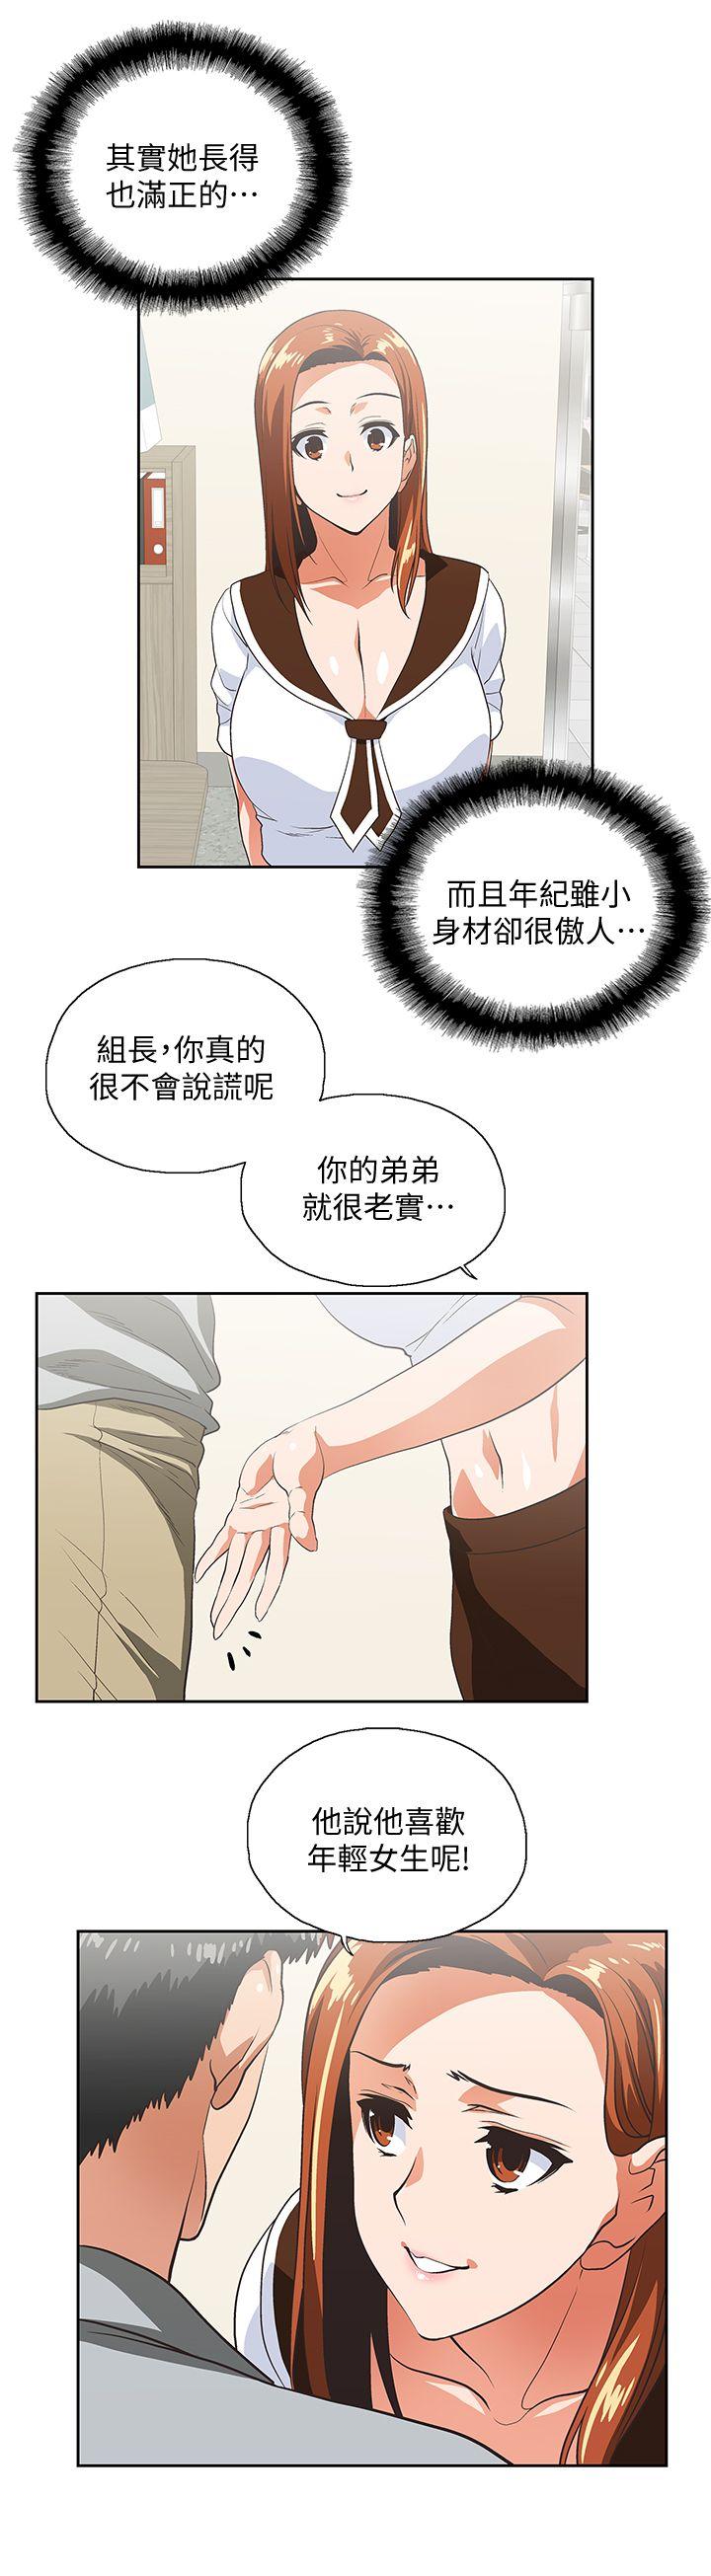 其實她長得
也滿正的…
而且年紀雖小
身材卻很傲人…
組長,你真的
很不會說謊呢
你的弟弟
就很老實…
他說他喜歡
年輕女生呢!